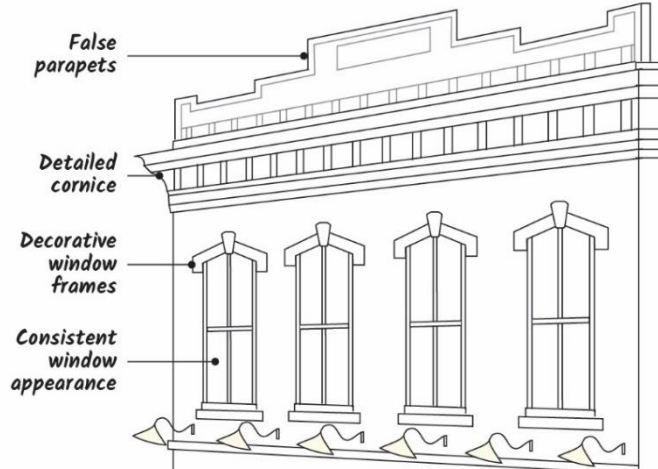 False
parapets
Detailed
cornice
Decorative
window
frames
Consistent
window
appearance